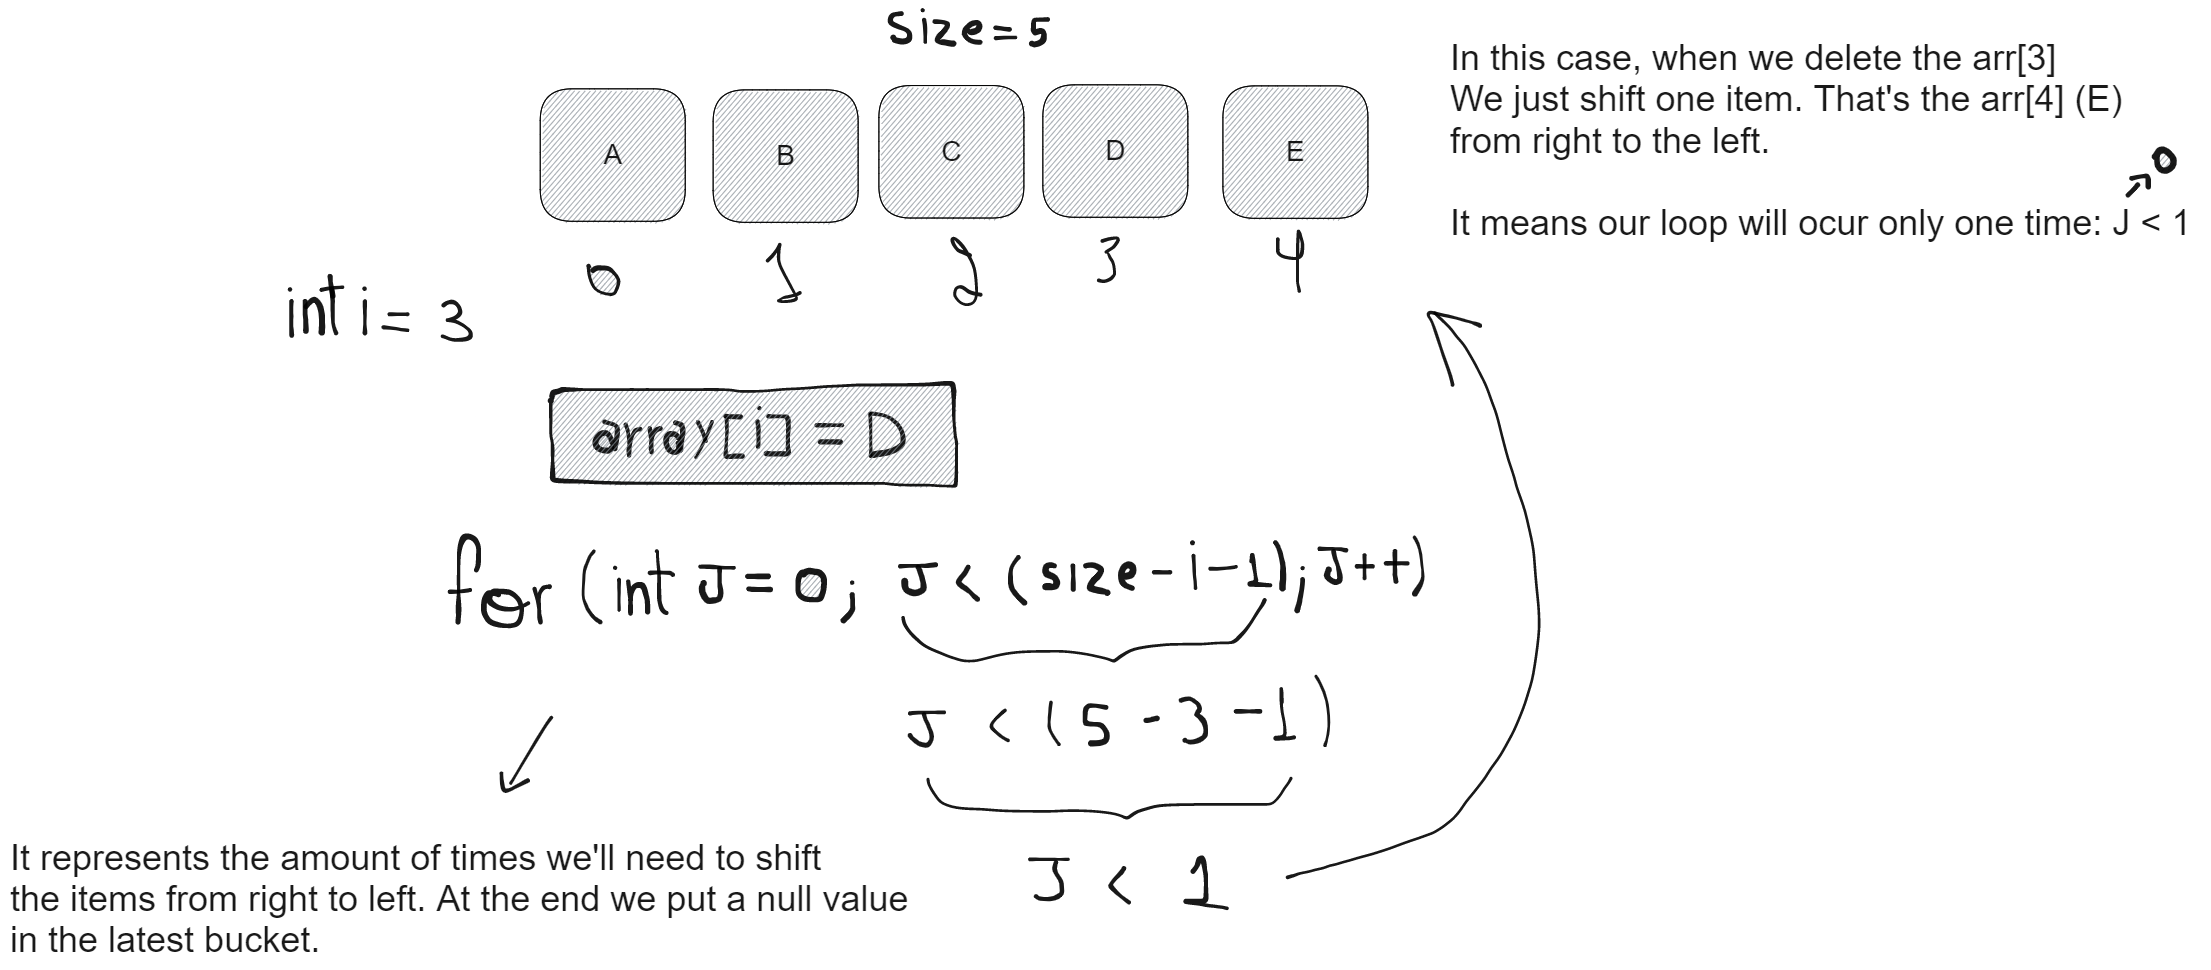 size=5
In this case, when we delete the arr[3]
We just shift one item. That's the arr[4] (E)
from right to the left.
0
It means our loop will ocur only one time: J < 1
A B C D E
0 1 2 3 4
int i = 3
array[i] = D
for (int J = 0; J < (size - i - 1); J++)
J < (5 - 3 - 1)
J < 1
It represents the amount of times we'll need to shift
the items from right to left. At the end we put a null value
in the latest bucket.